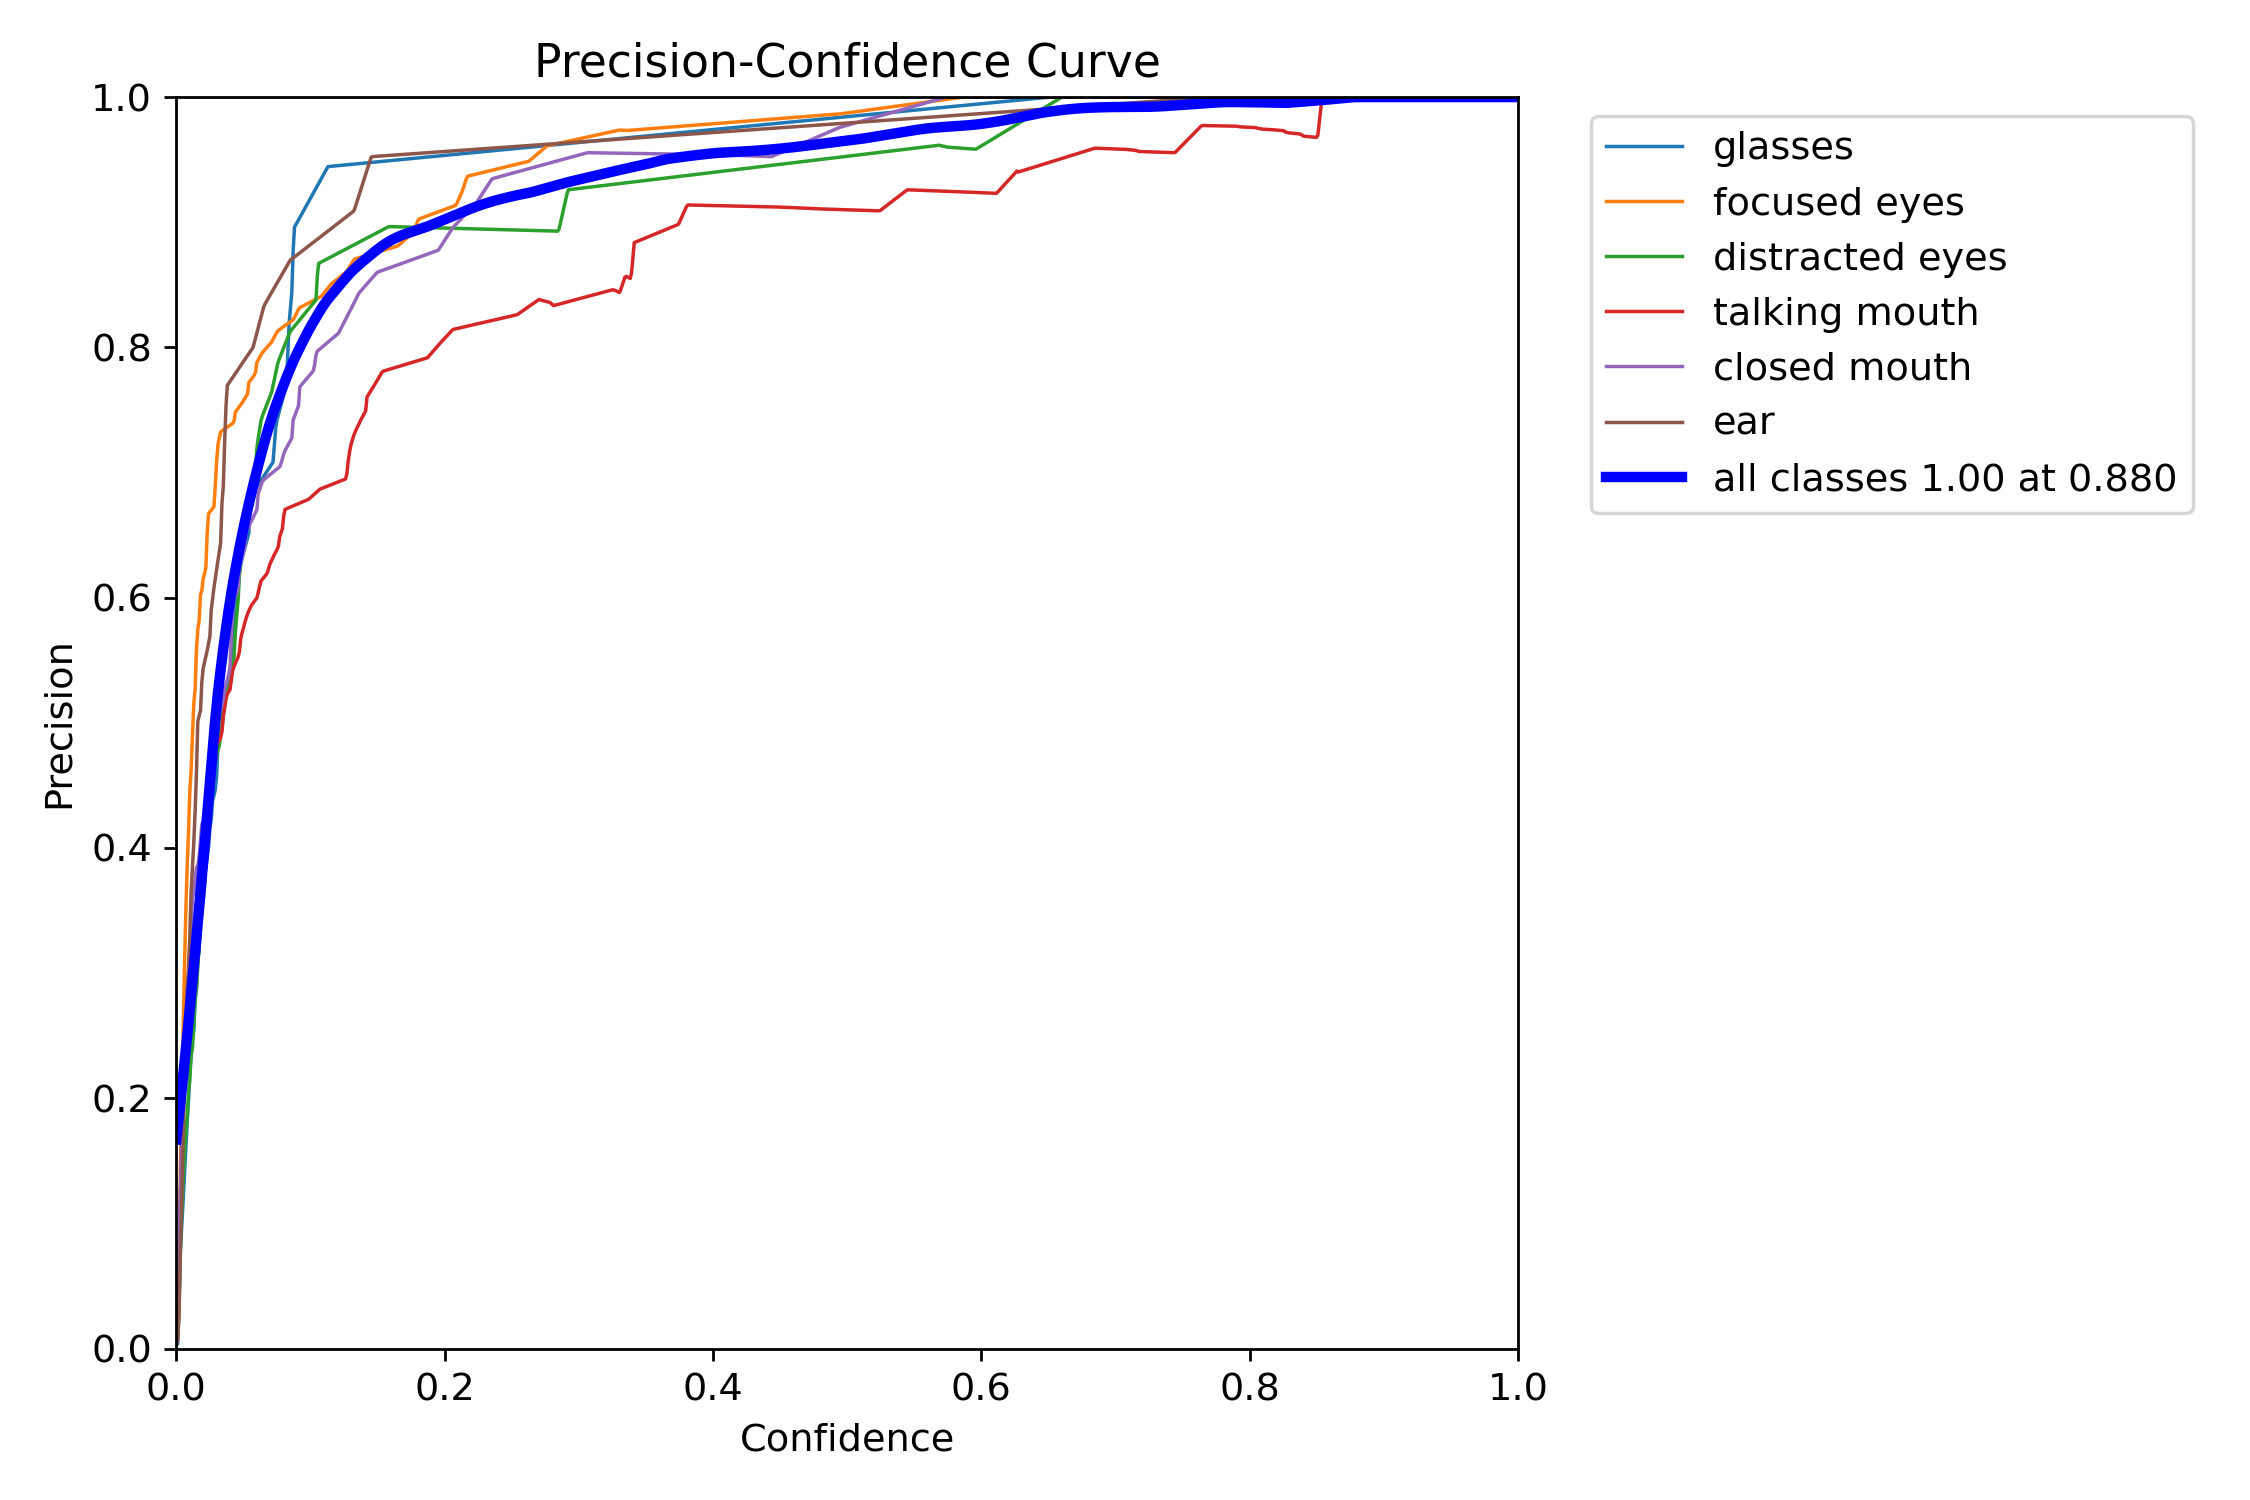 Precision-Confidence Curve
1.0
0.8
0.6
0.4
0.2
0.0
Precision
0.0 0.2 0.4 0.6 0.8 1.0
Confidence
glasses
focused eyes
distracted eyes
talking mouth
closed mouth
ear
all classes 1.00 at 0.880